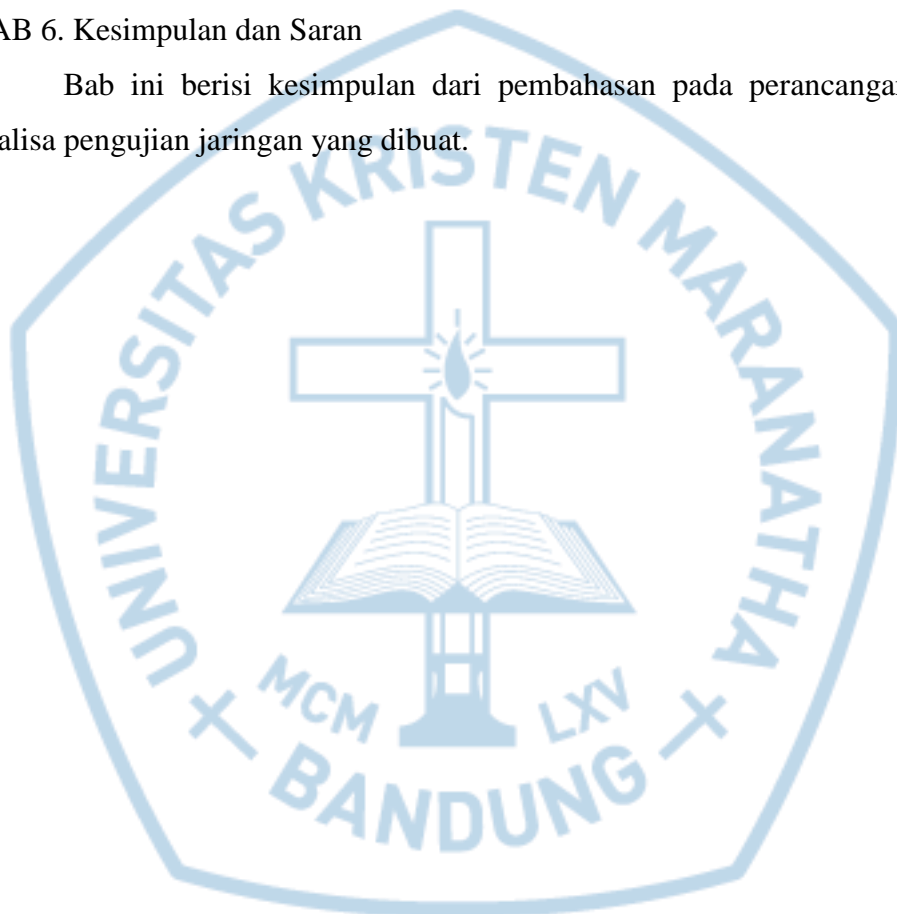 AB 6. Kesimpulan dan Saran
Bab ini berisi kesimpulan dari pembahasan pada perancangan
alisa pengujian jaringan yang dibuat.
UNIVERSITAS KRISTEN MARANATHA
MCM LXV
BANDUNG